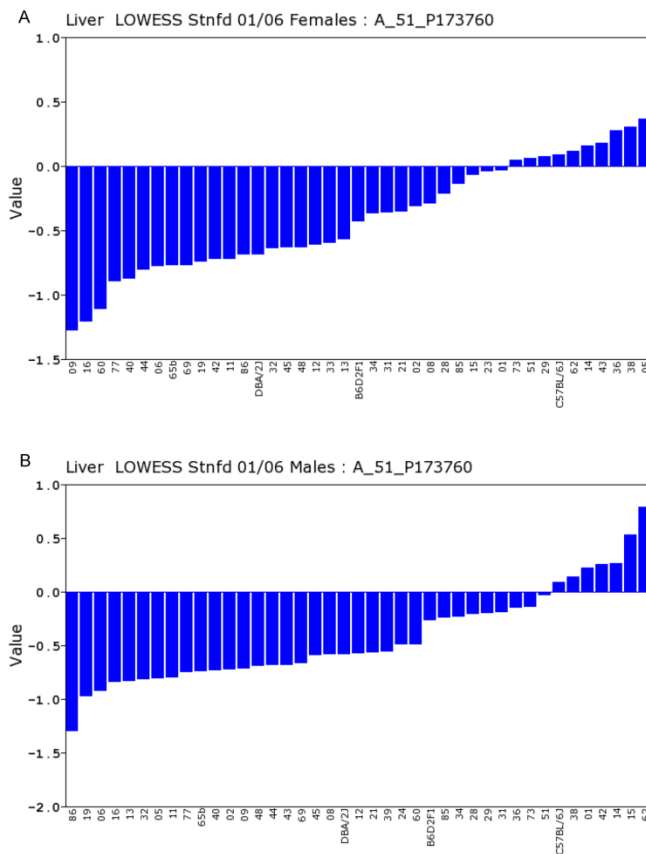 A
Liver LOWESS Stnfd 01/06 Females : A_51_P173760
1.0
0.5
0.0
-0.5
-1.0
-1.5
Value
09 16 60 77 40 44 06 65b 69 19 42 11 86 DBA/2J 32 45 48 12 33 13 B6D2F1 34 31 21 02 08 28 85 15 23 01 73 51 29 C57BL/6J 62 14 43 36 38 05
B
Liver LOWESS Stnfd 01/06 Males : A_51_P173760
1.0
0.5
0.0
-0.5
-1.0
-1.5
-2.0
Value
86 19 06 16 13 32 05 11 77 65b 40 02 09 48 44 43 69 45 08 DBA/2J 12 21 39 24 60 B6D2F1 85 34 28 29 31 36 73 51 C57BL/6J 38 01 42 14 15 62